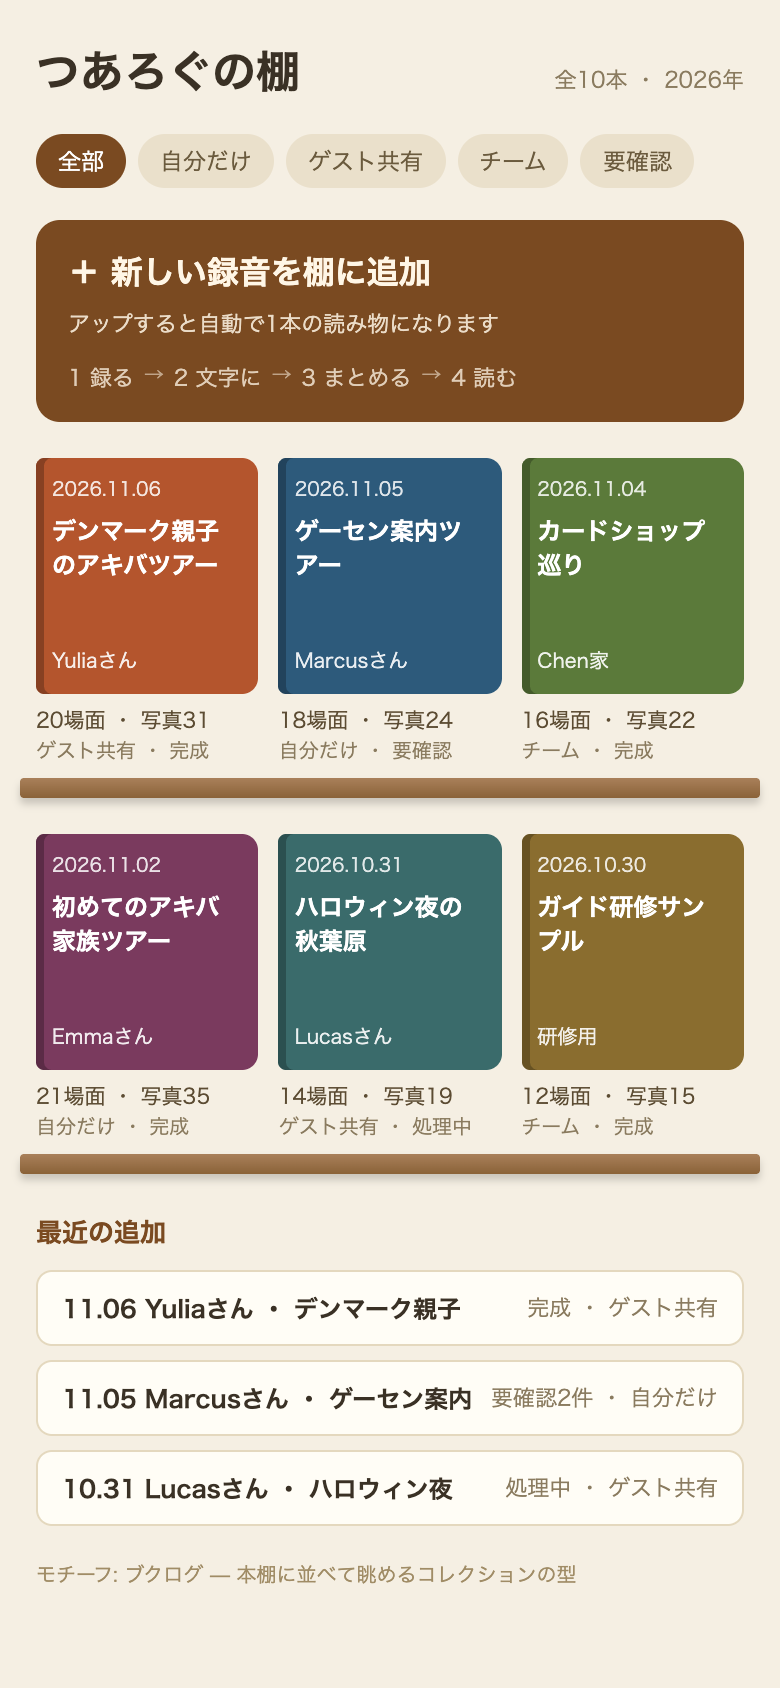 つあろぐの棚
全10本 ・ 2026年
全部
自分だけ
ゲスト共有
チーム
要確認
＋ 新しい録音を棚に追加
アップすると自動で1本の読み物になります
1 録る → 2 文字に → 3 まとめる → 4 読む
2026.11.06
デンマーク親子
のアキバツアー
Yuliaさん
20場面 ・ 写真31
ゲスト共有 ・ 完成
2026.11.05
ゲーセン案内ツ
アー
Marcusさん
18場面 ・ 写真24
自分だけ ・ 要確認
2026.11.04
カードショップ
巡り
Chen家
16場面 ・ 写真22
チーム ・ 完成
2026.11.02
初めてのアキバ
家族ツアー
Emmaさん
21場面 ・ 写真35
自分だけ ・ 完成
2026.10.31
ハロウィン夜の
秋葉原
Lucasさん
14場面 ・ 写真19
ゲスト共有 ・ 処理中
2026.10.30
ガイド研修サン
プル
研修用
12場面 ・ 写真15
チーム ・ 完成
最近の追加
11.06 Yuliaさん ・ デンマーク親子
完成 ・ ゲスト共有
11.05 Marcusさん ・ ゲーセン案内
要確認2件 ・ 自分だけ
10.31 Lucasさん ・ ハロウィン夜
処理中 ・ ゲスト共有
モチーフ: ブクログ — 本棚に並べて眺めるコレクションの型